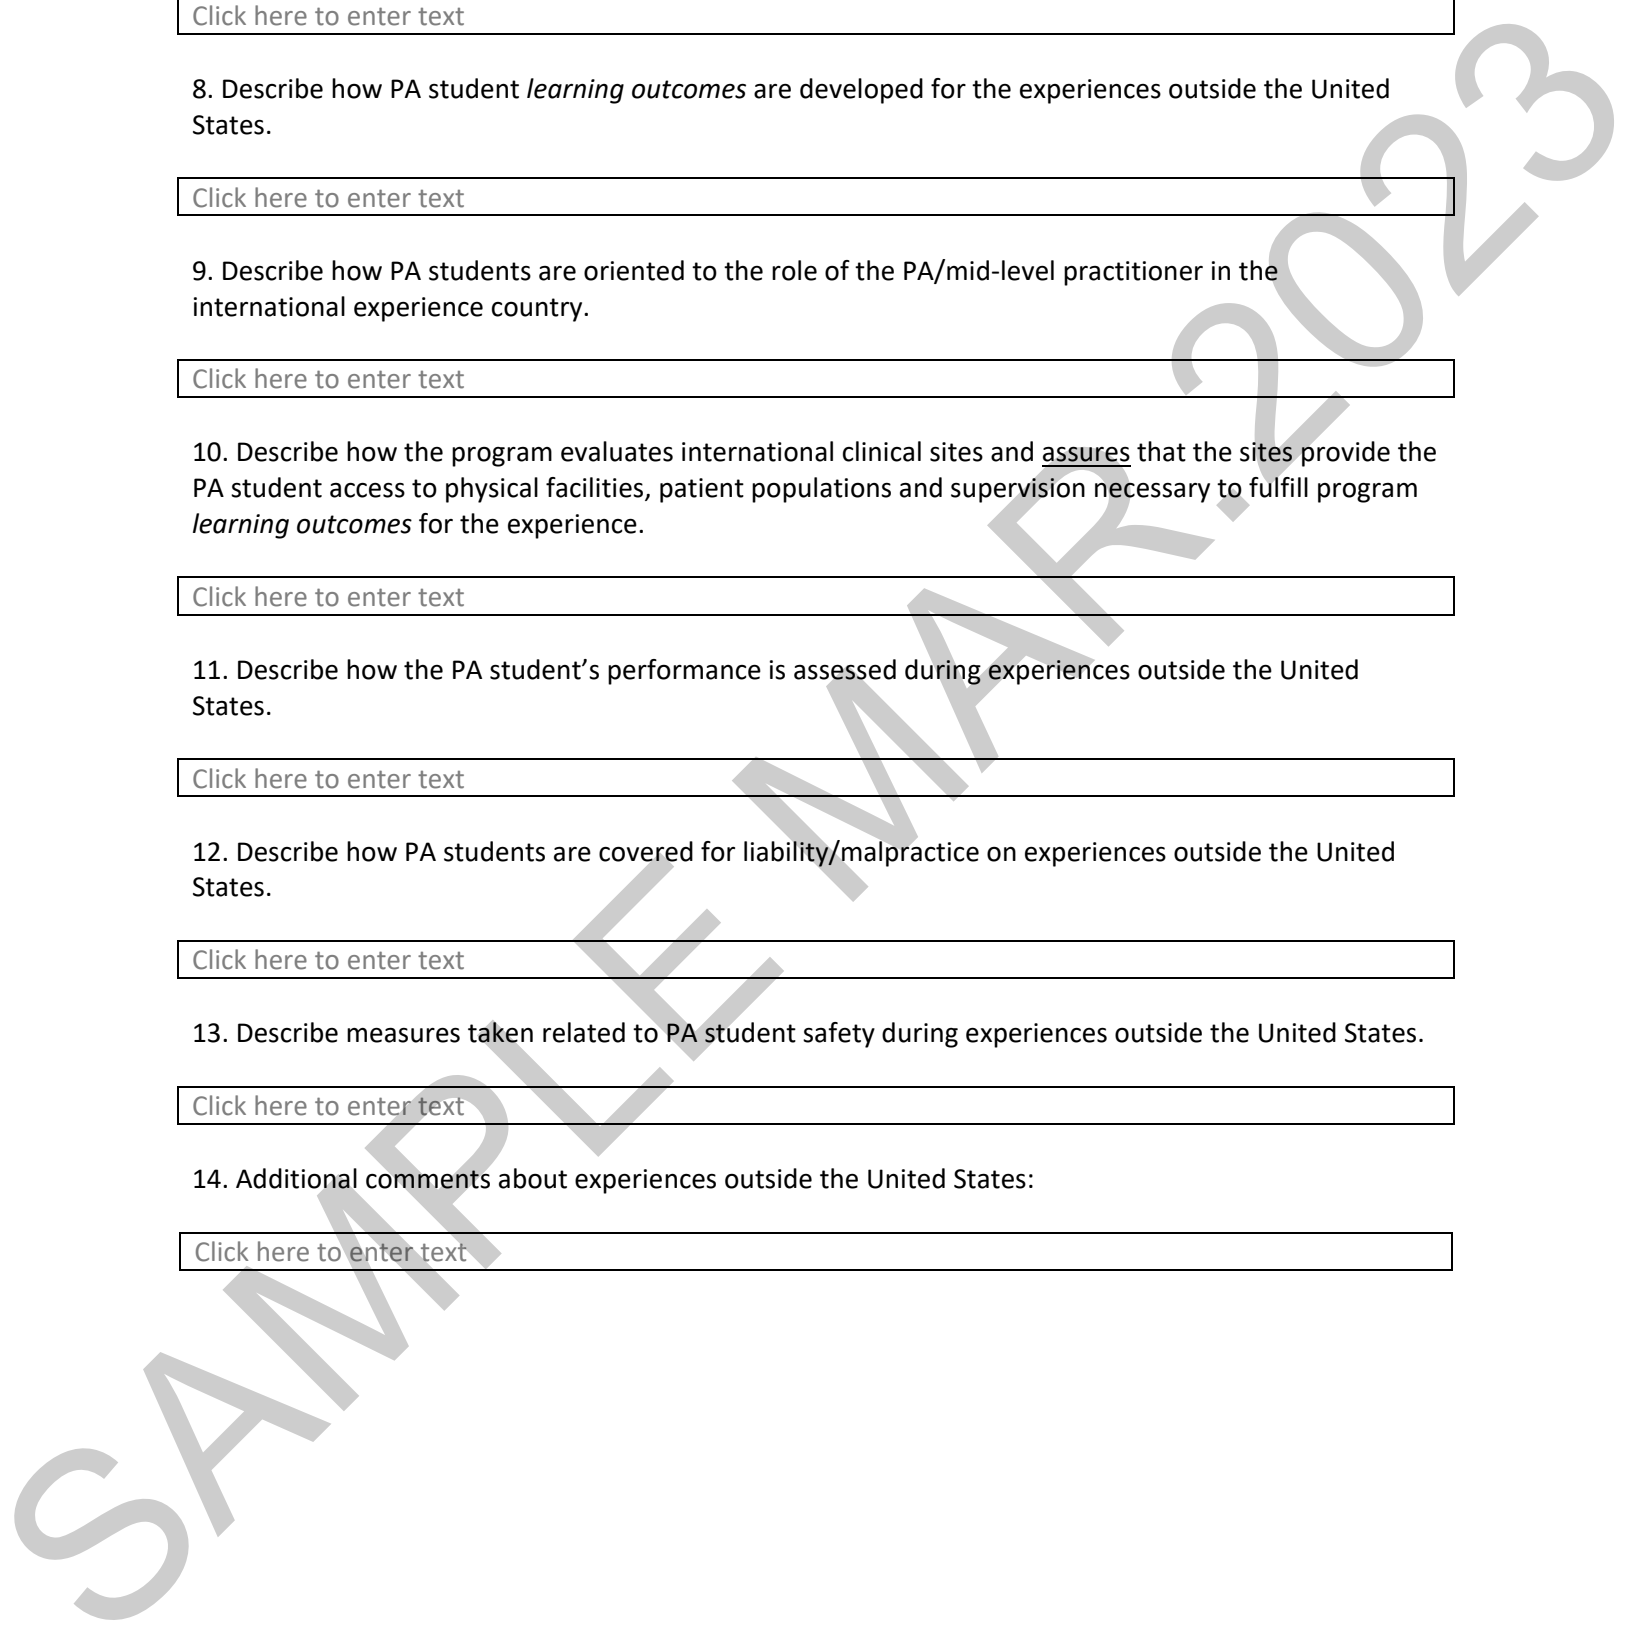 Click here to enter text
8. Describe how PA student learning outcomes are developed for the experiences outside the United
States.
Click here to enter text
9. Describe how PA students are oriented to the role of the PA/mid-level practitioner in the
international experience country.
Click here to enter text
10. Describe how the program evaluates international clinical sites and assures that the sites provide the
PA student access to physical facilities, patient populations and supervision necessary to fulfill program
learning outcomes for the experience.
Click here to enter text
11. Describe how the PA student’s performance is assessed during experiences outside the United
States.
Click here to enter text
12. Describe how PA students are covered for liability/malpractice on experiences outside the United
States.
Click here to enter text
13. Describe measures taken related to PA student safety during experiences outside the United States.
Click here to enter text
14. Additional comments about experiences outside the United States:
Click here to enter text
SAMPLE MAR.2023